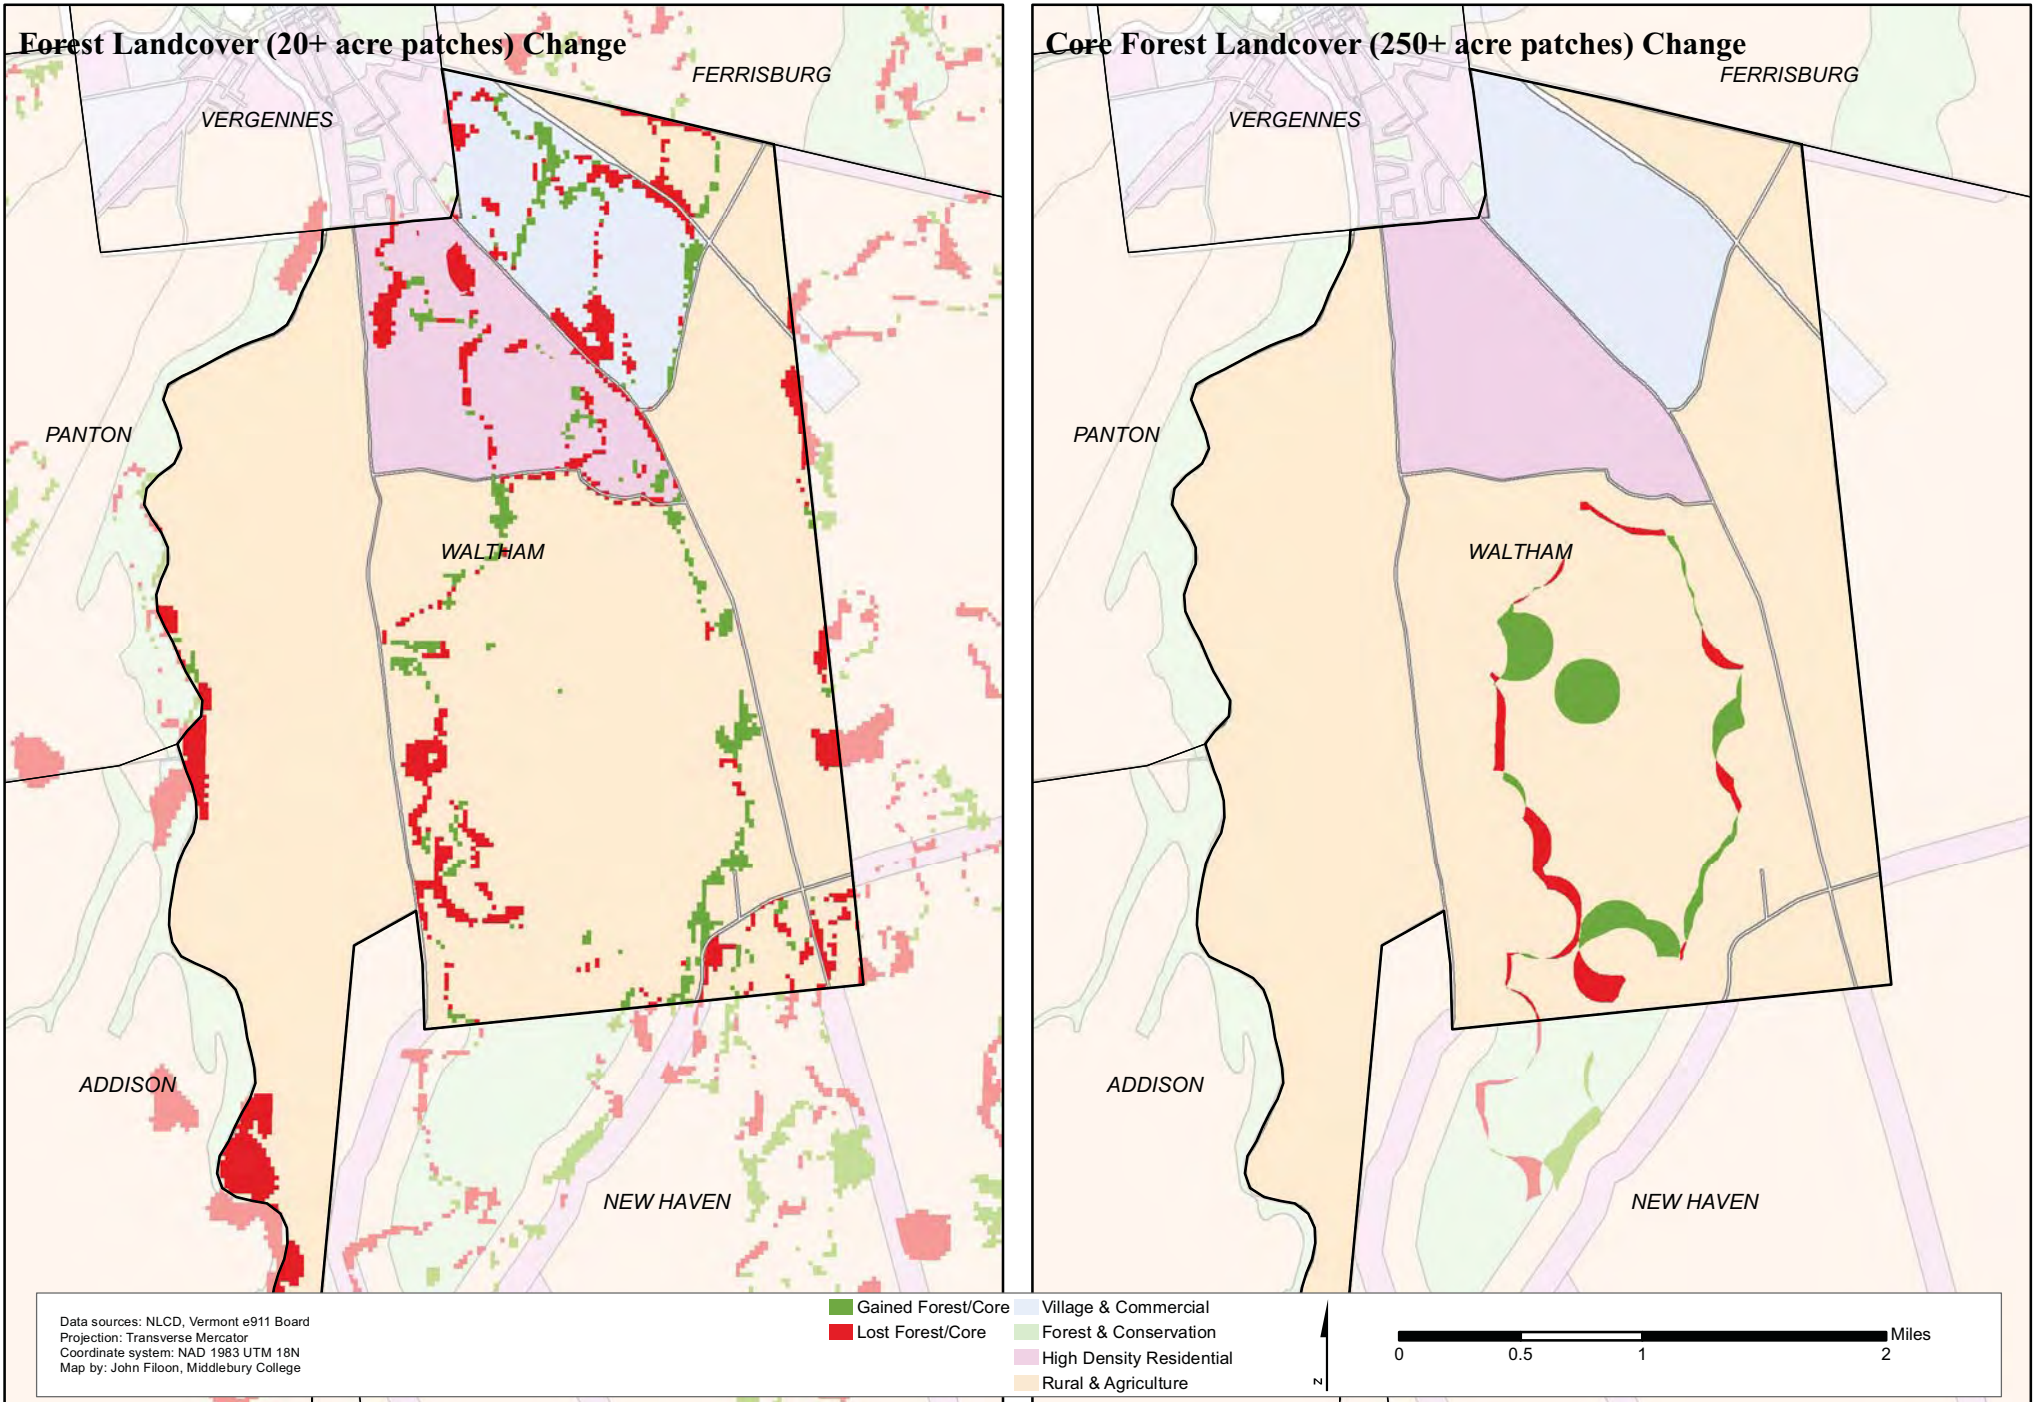 Forest Landcover (20+ acre patches) Change
FERRISBURG
VERGENNES
PANTON
WALTHAM
ADDISON
NEW HAVEN
Core Forest Landcover (250+ acre patches) Change
FERRISBURG
VERGENNES
PANTON
WALTHAM
ADDISON
NEW HAVEN
Data sources: NLCD, Vermont e911 Board
Projection: Transverse Mercator
Coordinate system: NAD 1983 UTM 18N
Map by: John Filoon, Middlebury College
Gained Forest/Core
Lost Forest/Core
Village & Commercial
Forest & Conservation
High Density Residential
Rural & Agriculture
N
Miles
0 0.5 1 2